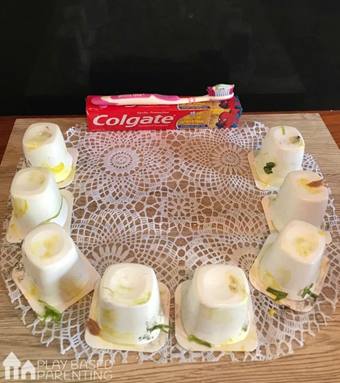 Colgate
PLAY BASED
PARENTING